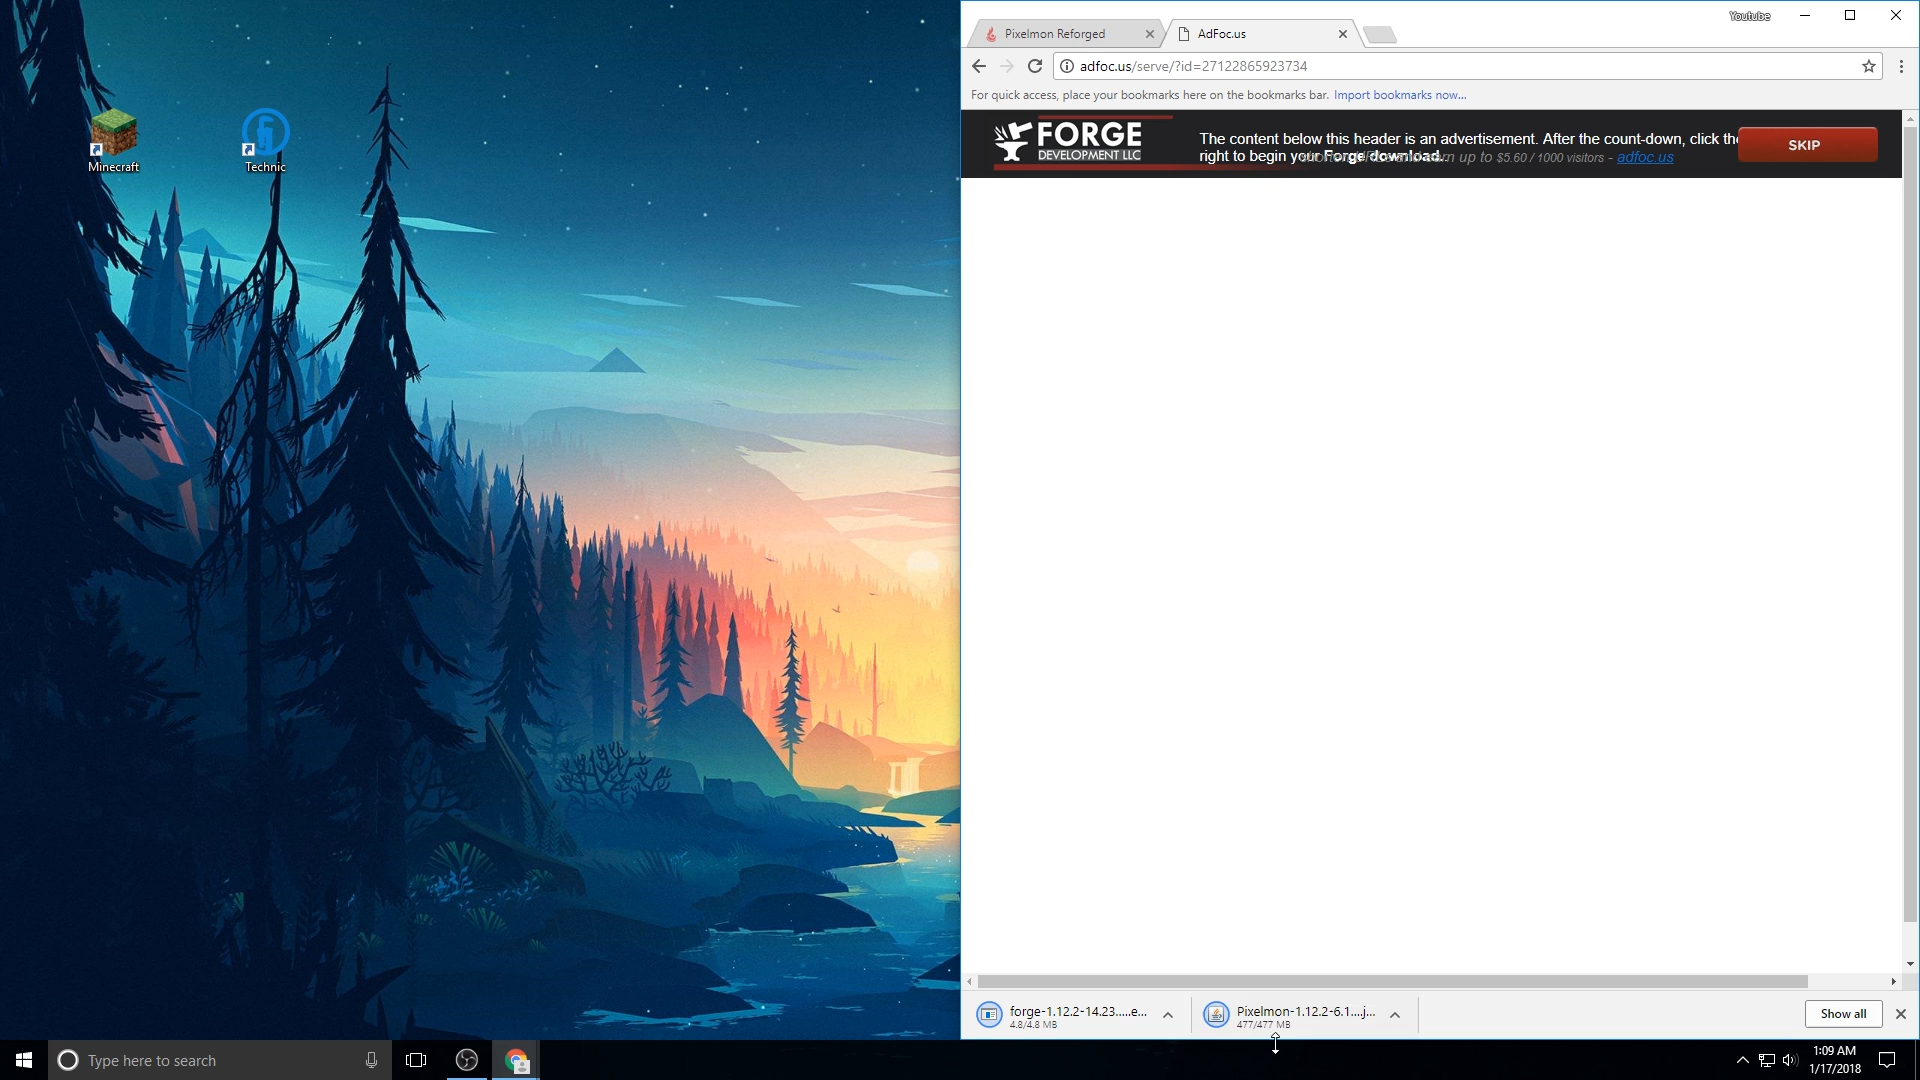 Youtube
Pixelmon Reforged
AdFoc.us
adfoc.us/serve/?id=27122865923734
For quick access, place your bookmarks here on the bookmarks bar. Import bookmarks now...
FORGE
DEVELOPMENT LLC
The content below this header is an advertisement. After the count-down, click the
right to begin your Forge download.
earn up to $5.60 / 1000 visitors - adfoc.us
SKIP
Minecraft
Technic
forge-1.12.2-14.23.....e...
4.8/4.8 MB
Pixelmon-1.12.2-6.1....j...
477/477 MB
Show all
Type here to search
1:09 AM
1/17/2018